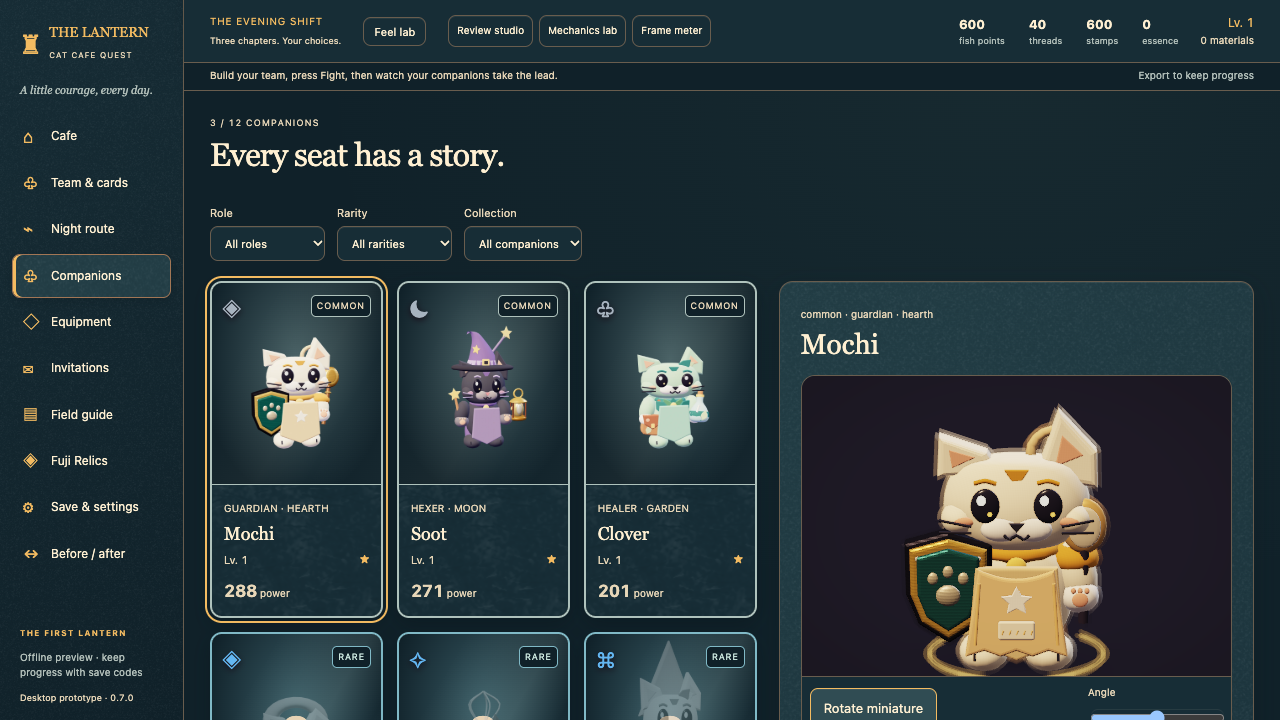 THE LANTERN
CAT CAFE QUEST
A little courage, every day.
Cafe
Team & cards
Night route
Companions
Equipment
Invitations
Field guide
Fuji Relics
Save & settings
Before / after
THE FIRST LANTERN
Offline preview · keep
progress with save codes
Desktop prototype · 0.7.0
THE EVENING SHIFT
Three chapters. Your choices.
Feel lab
Review studio
Mechanics lab
Frame meter
600
fish points
40
threads
600
stamps
0
essence
Lv. 1
0 materials
Build your team, press Fight, then watch your companions take the lead.
Export to keep progress
3 / 12 COMPANIONS
Every seat has a story.
Role
Rarity
Collection
All roles
All rarities
All companions
COMMON
GUARDIAN · HEARTH
Mochi
Lv. 1
288 power
COMMON
HEXER · MOON
Soot
Lv. 1
271 power
COMMON
HEALER · GARDEN
Clover
Lv. 1
201 power
RARE
RARE
RARE
common · guardian · hearth
Mochi
Rotate miniature
Angle